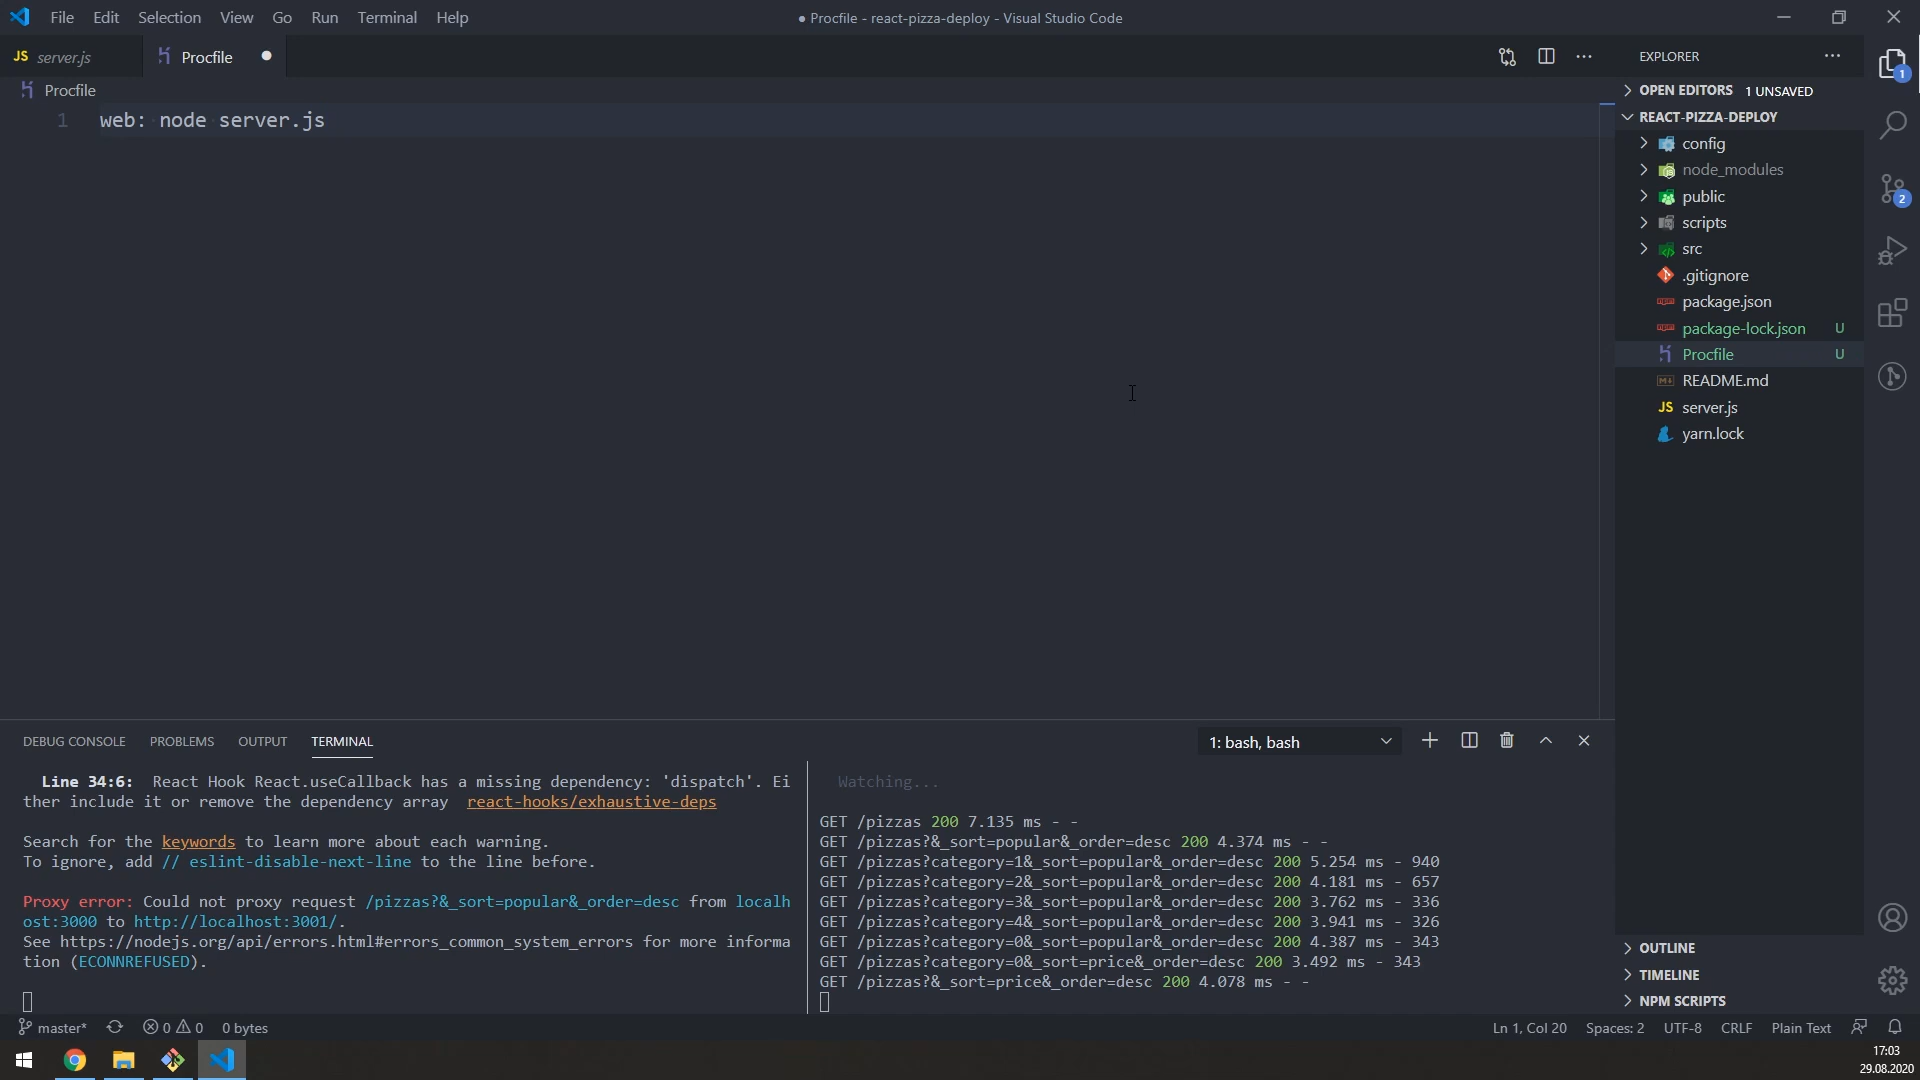 File Edit Selection View Go Run Terminal Help
● Procfile - react-pizza-deploy - Visual Studio Code
JS server.js
Procfile ●
EXPLORER
Procfile
1 web: node server.js
OPEN EDITORS 1 UNSAVED
REACT-PIZZA-DEPLOY
config
node_modules
public
scripts
src
.gitignore
package.json
package-lock.json U
Procfile U
README.md
JS server.js
yarn.lock
OUTLINE
TIMELINE
NPM SCRIPTS
1
2
DEBUG CONSOLE PROBLEMS OUTPUT TERMINAL
1: bash, bash
Line 34:6: React Hook React.useCallback has a missing dependency: 'dispatch'. Ei
ther include it or remove the dependency array react-hooks/exhaustive-deps
Search for the keywords to learn more about each warning.
To ignore, add // eslint-disable-next-line to the line before.
Proxy error: Could not proxy request /pizzas?&_sort=popular&_order=desc from localh
ost:3000 to http://localhost:3001/.
See https://nodejs.org/api/errors.html#errors_common_system_errors for more informa
tion (ECONNREFUSED).
Watching...
GET /pizzas 200 7.135 ms - -
GET /pizzas?&_sort=popular&_order=desc 200 4.374 ms - -
GET /pizzas?category=1&_sort=popular&_order=desc 200 5.254 ms - 940
GET /pizzas?category=2&_sort=popular&_order=desc 200 4.181 ms - 657
GET /pizzas?category=3&_sort=popular&_order=desc 200 3.762 ms - 336
GET /pizzas?category=4&_sort=popular&_order=desc 200 3.941 ms - 326
GET /pizzas?category=0&_sort=popular&_order=desc 200 4.387 ms - 343
GET /pizzas?category=0&_sort=price&_order=desc 200 3.492 ms - 343
GET /pizzas?&_sort=price&_order=desc 200 4.078 ms - -
master* 0 0 0 bytes
Ln 1, Col 20 Spaces: 2 UTF-8 CRLF Plain Text
17:03
29.08.2020